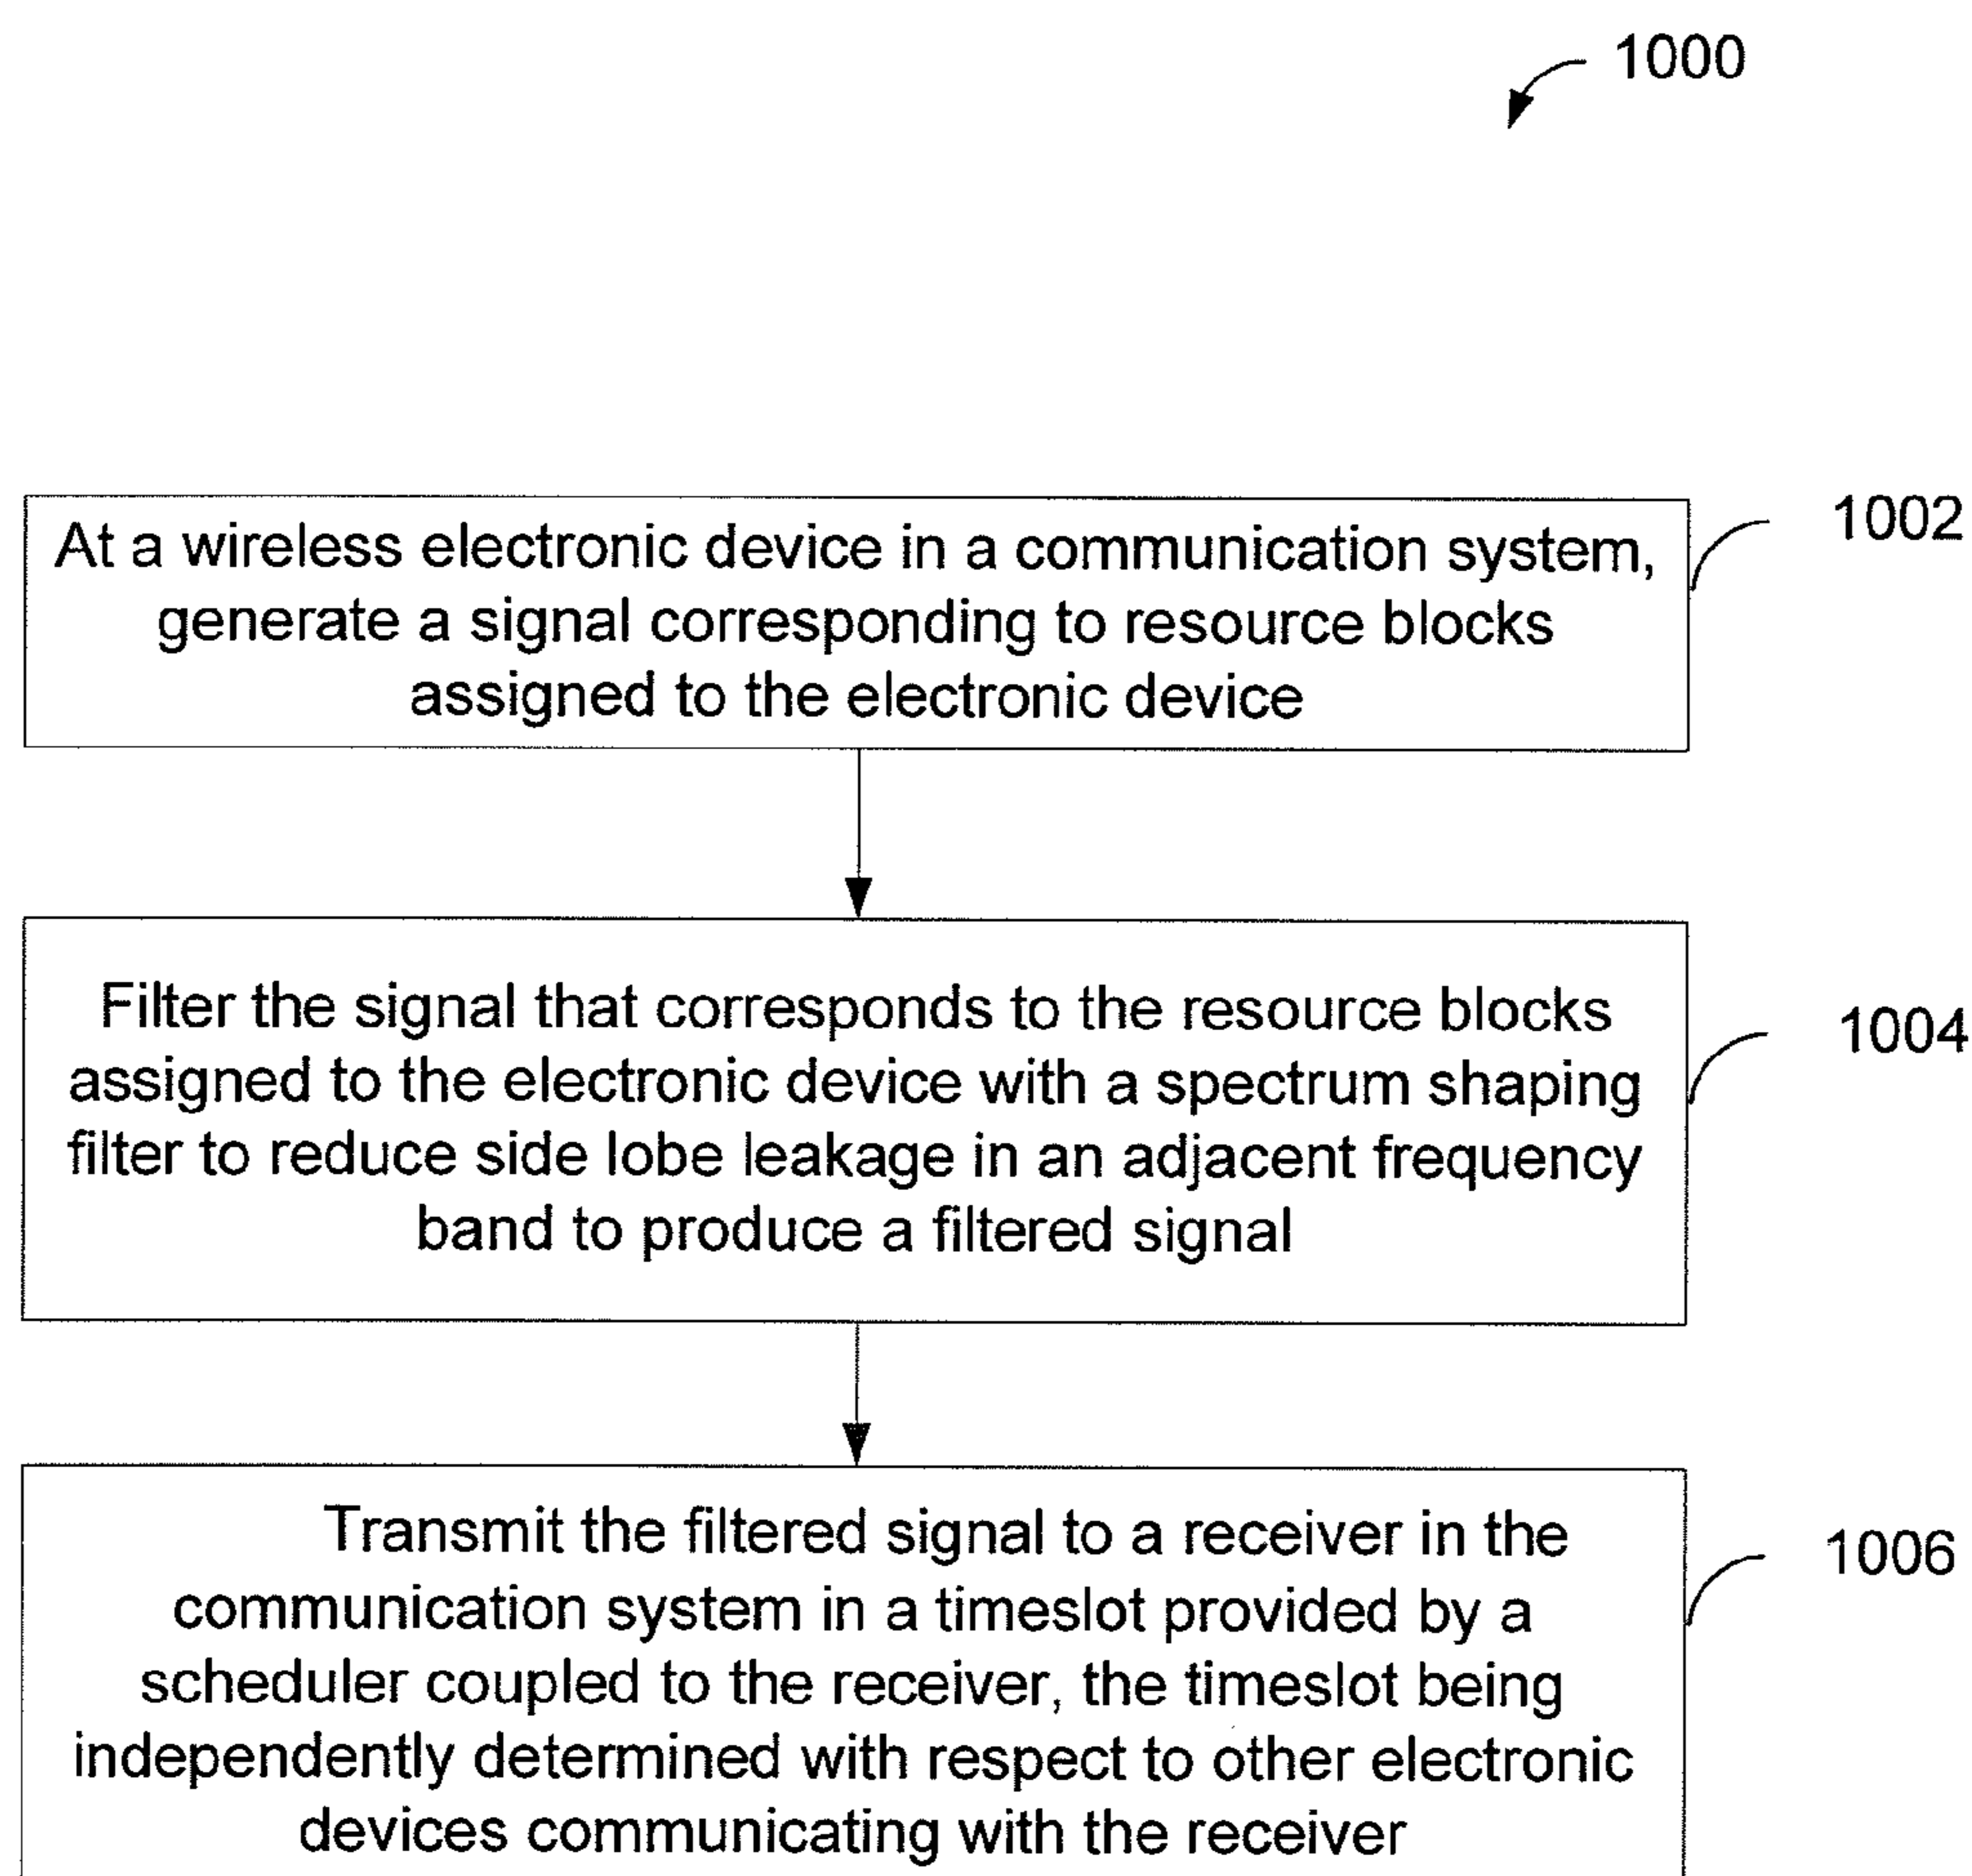 1000
At a wireless electronic device in a communication system,
generate a signal corresponding to resource blocks
assigned to the electronic device
1002
Filter the signal that corresponds to the resource blocks
assigned to the electronic device with a spectrum shaping
filter to reduce side lobe leakage in an adjacent frequency
band to produce a filtered signal
1004
Transmit the filtered signal to a receiver in the
communication system in a timeslot provided by a
scheduler coupled to the receiver, the timeslot being
independently determined with respect to other electronic
devices communicating with the receiver
1006